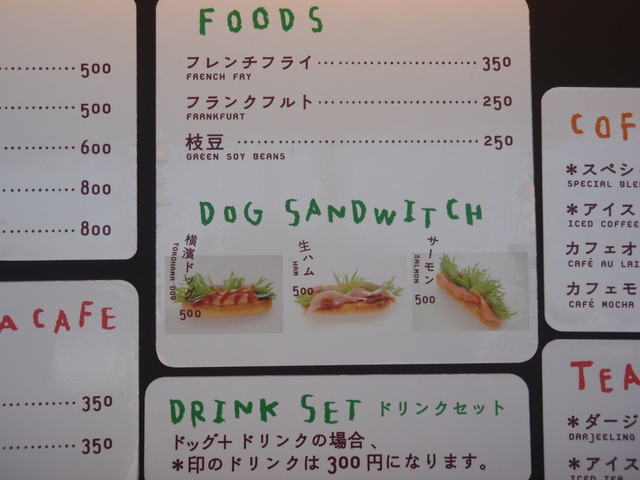 500
500
600
800
800
A CAFE
350
350
FOODS
フレンチフライ 350
FRENCH FRY
フランクフルト 250
FRANKFURT
枝豆 250
GREEN SOY BEANS
DOG SANDWITCH
横濱ドッグ
YOKOHAMA DOG
500
生ハム
HAM
500
サーモン
SALMON
500
DRINK SET ドリンクセット
ドッグ+ドリンクの場合、
*印のドリンクは300円になります。
COF
*スペシ
SPECIAL BLE
*アイス
ICED COFFEE
カフェオ
CAFÉ AU LAI
カフェモ
CAFÉ MOCHA
TEA
*ダージ
DARJEELING
*アイス
ICED TEA